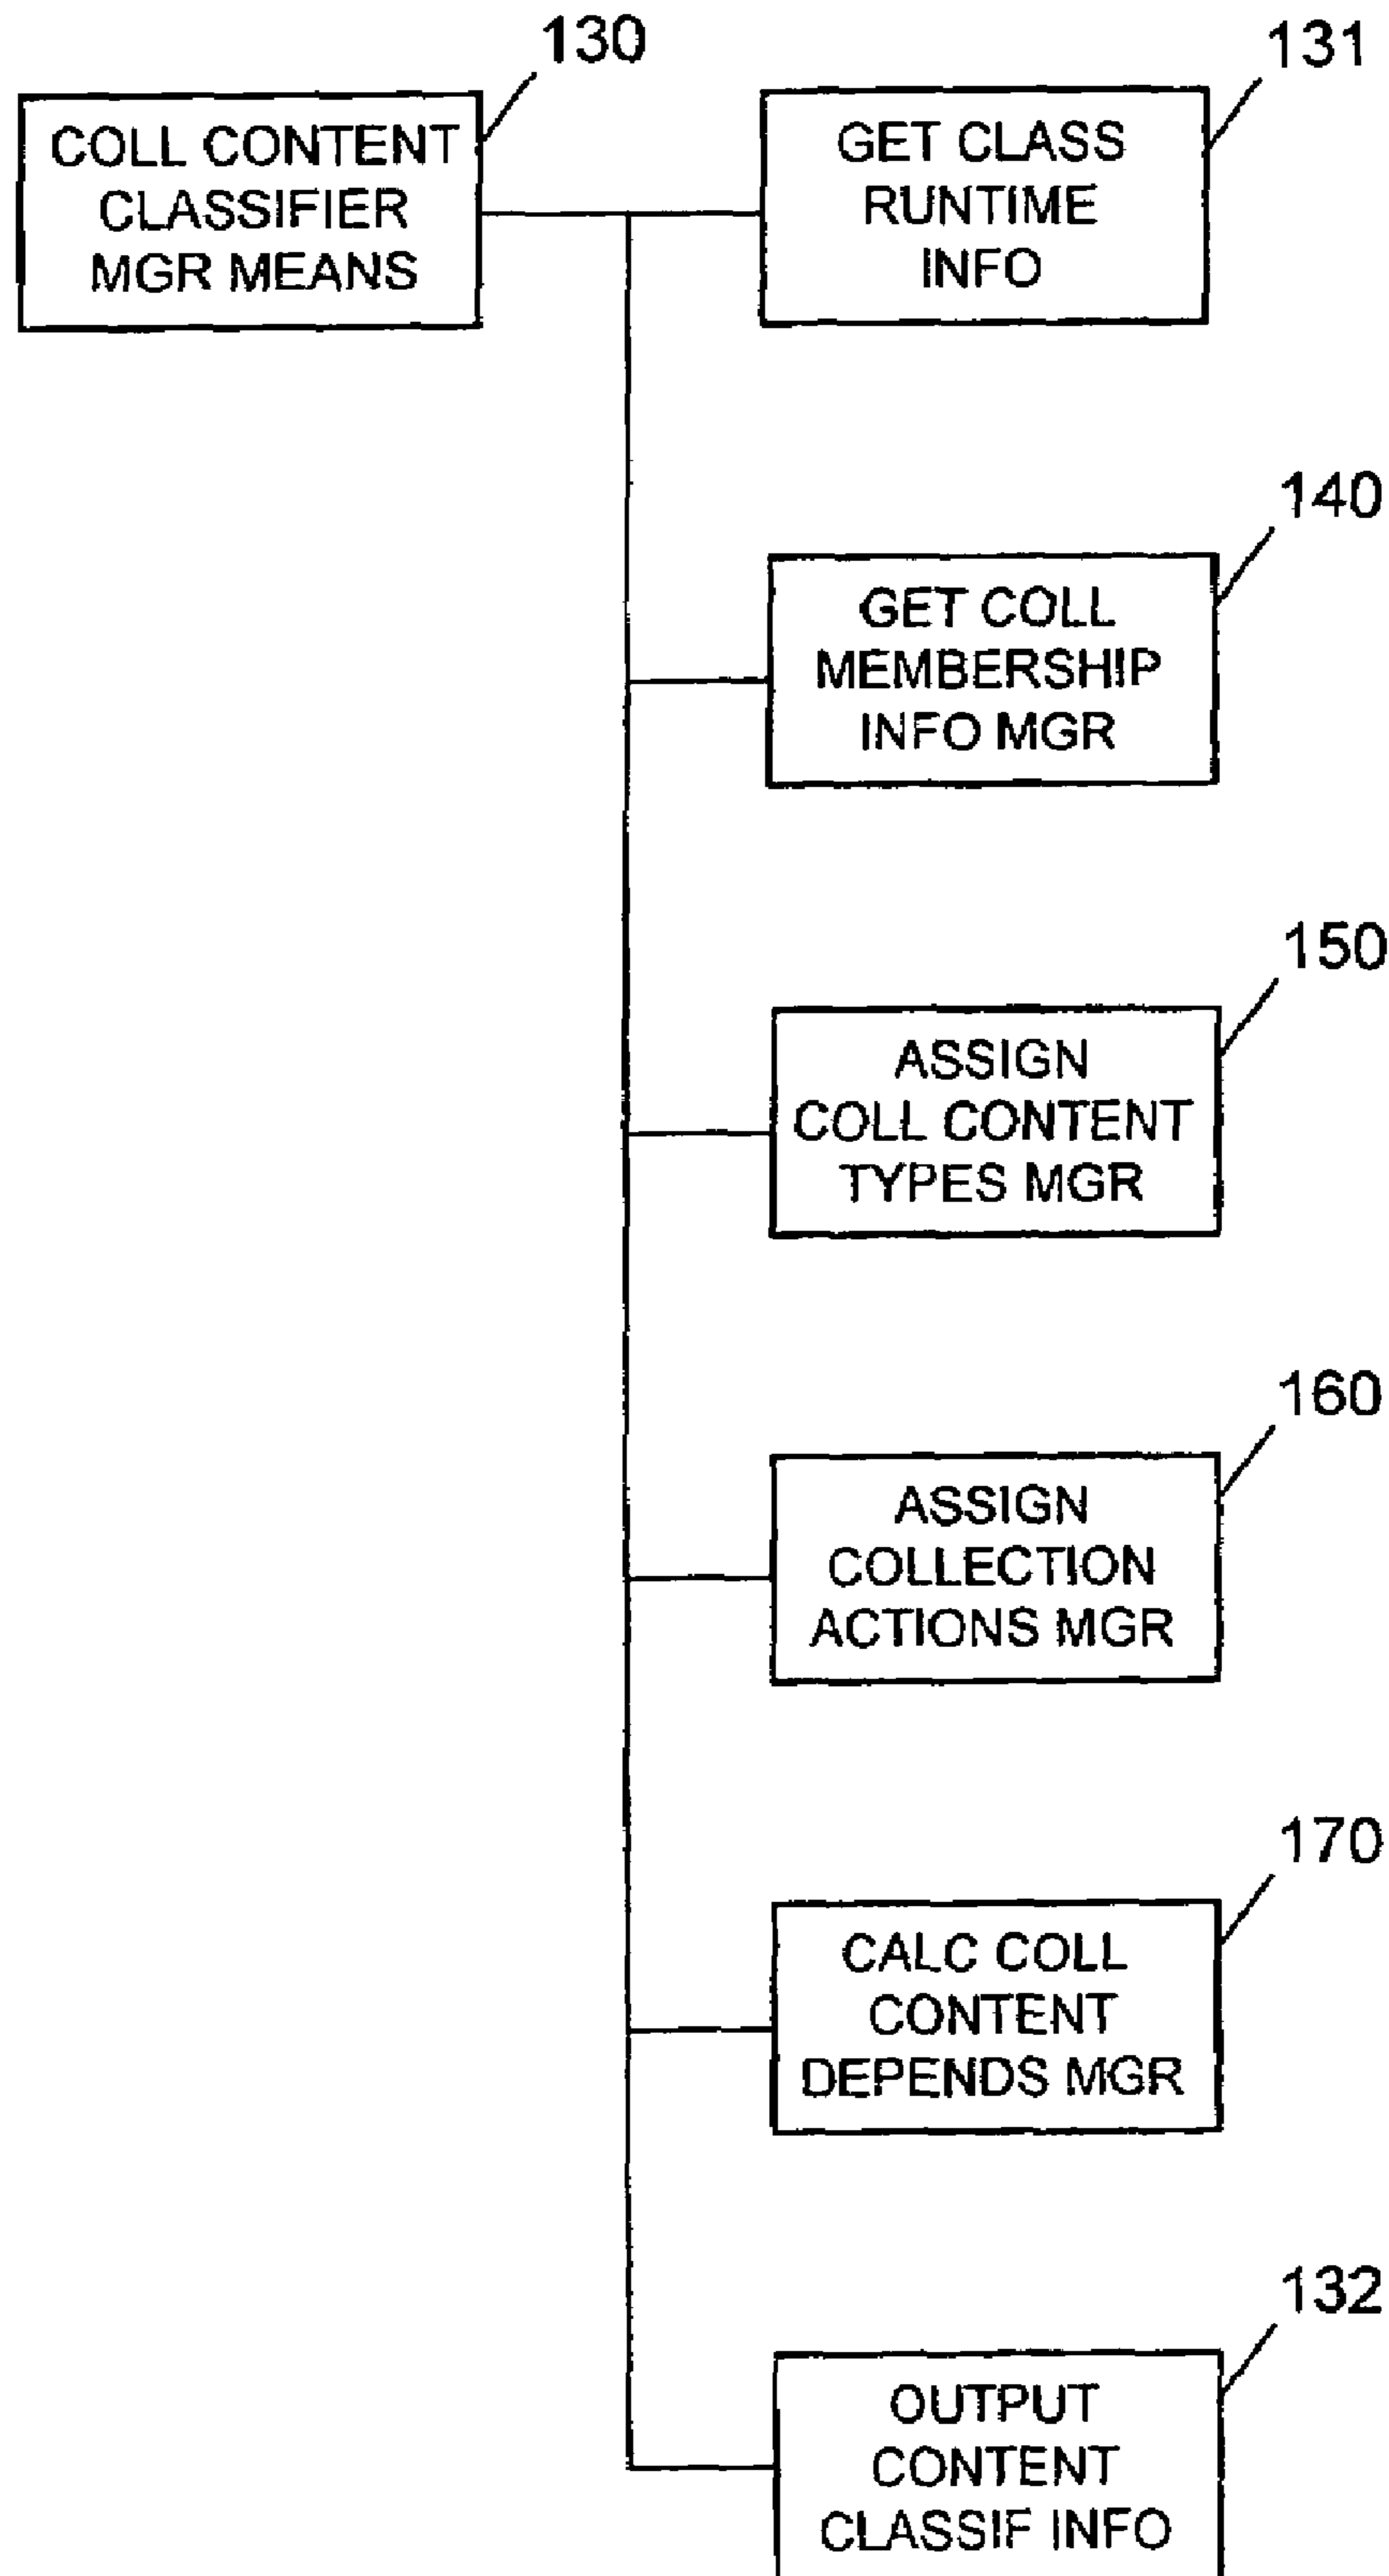 130
COLL CONTENT
CLASSIFIER
MGR MEANS
131
GET CLASS
RUNTIME
INFO
140
GET COLL
MEMBERSHIP
INFO MGR
150
ASSIGN
COLL CONTENT
TYPES MGR
160
ASSIGN
COLLECTION
ACTIONS MGR
170
CALC COLL
CONTENT
DEPENDS MGR
132
OUTPUT
CONTENT
CLASSIF INFO